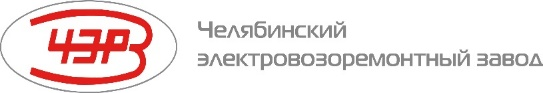 ЧЭРЗ
Челябинский
электровозоремонтный завод